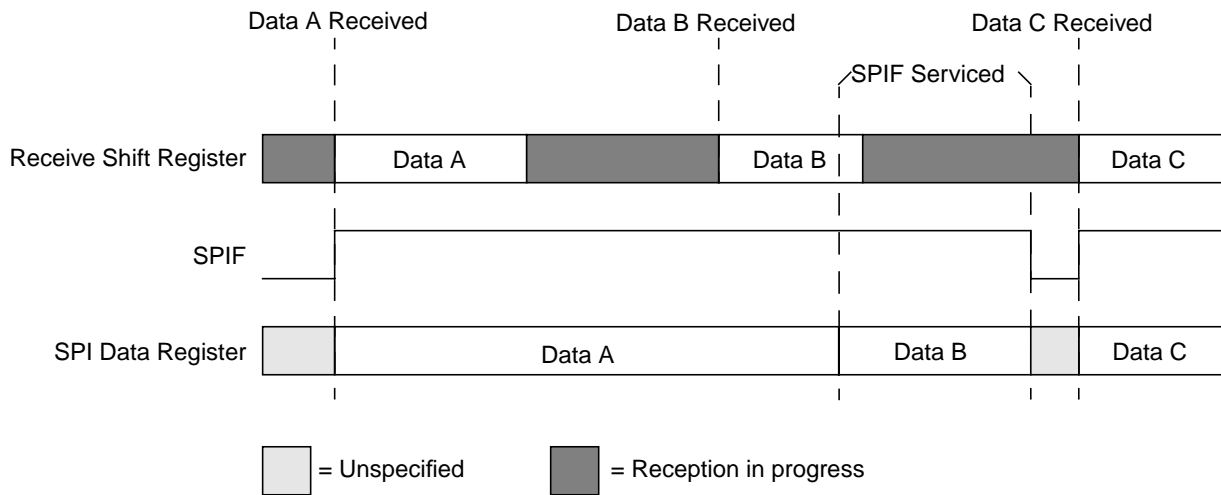 Data A Received
Data B Received
Data C Received
SPIF Serviced
Receive Shift Register
Data A
Data B
Data C
SPIF
SPI Data Register
Data A
Data B
Data C
= Unspecified
= Reception in progress